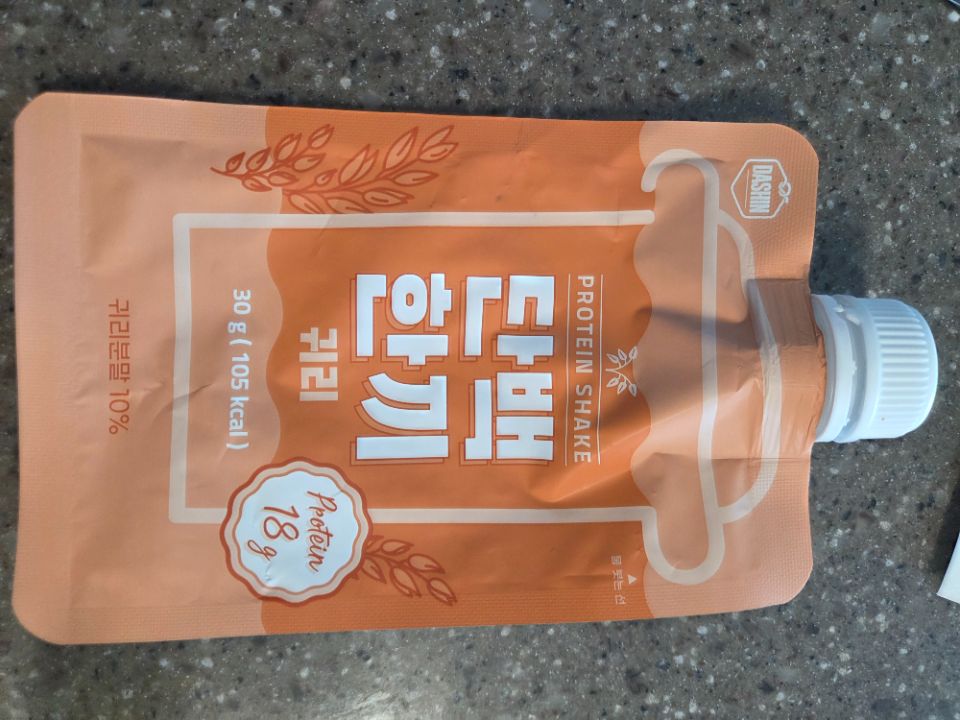 DASHIN
물 붓는 선
PROTEIN SHAKE
단백
한끼
귀리
Protein
18g
30 g ( 105 kcal )
귀리분말 10%